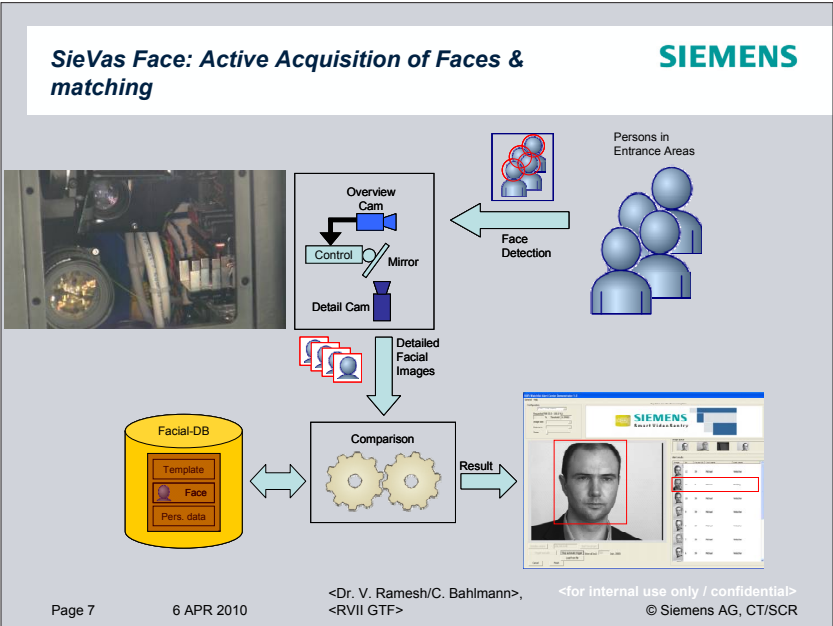 SieVas Face: Active Acquisition of Faces &
matching
SIEMENS
Persons in
Entrance Areas
Overview
Cam
Control
Mirror
Detail Cam
Face
Detection
Detailed
Facial
Images
Facial-DB
Template
Face
Pers. data
Comparison
Result
SIEMENS
Smart VideoSentry
<Dr. V. Ramesh/C. Bahlmann>,
<RVII GTF>
<for internal use only / confidential>
Page 7
6 APR 2010
© Siemens AG, CT/SCR